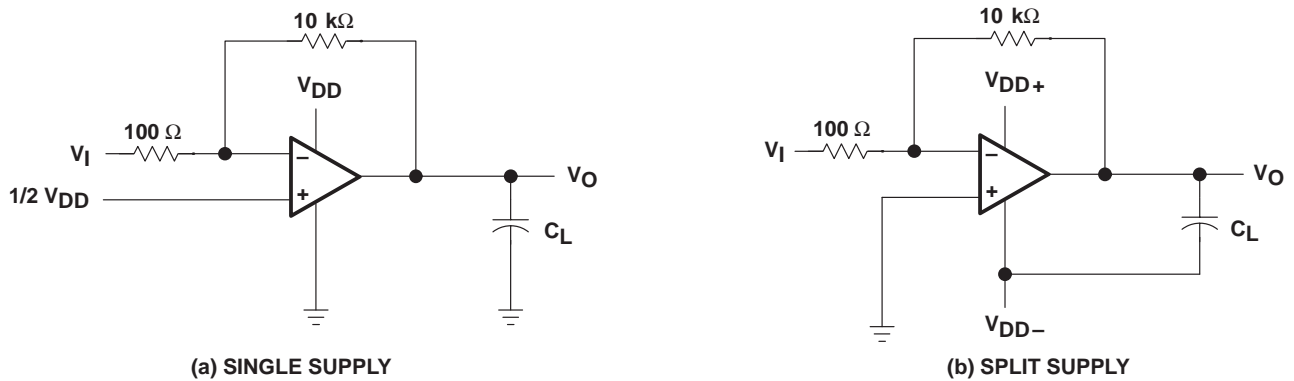 10 kΩ
VDD
100 Ω
VI
−
1/2 VDD
+
VO
CL
(a) SINGLE SUPPLY
10 kΩ
VDD+
100 Ω
VI
−
+
VO
CL
VDD−
(b) SPLIT SUPPLY